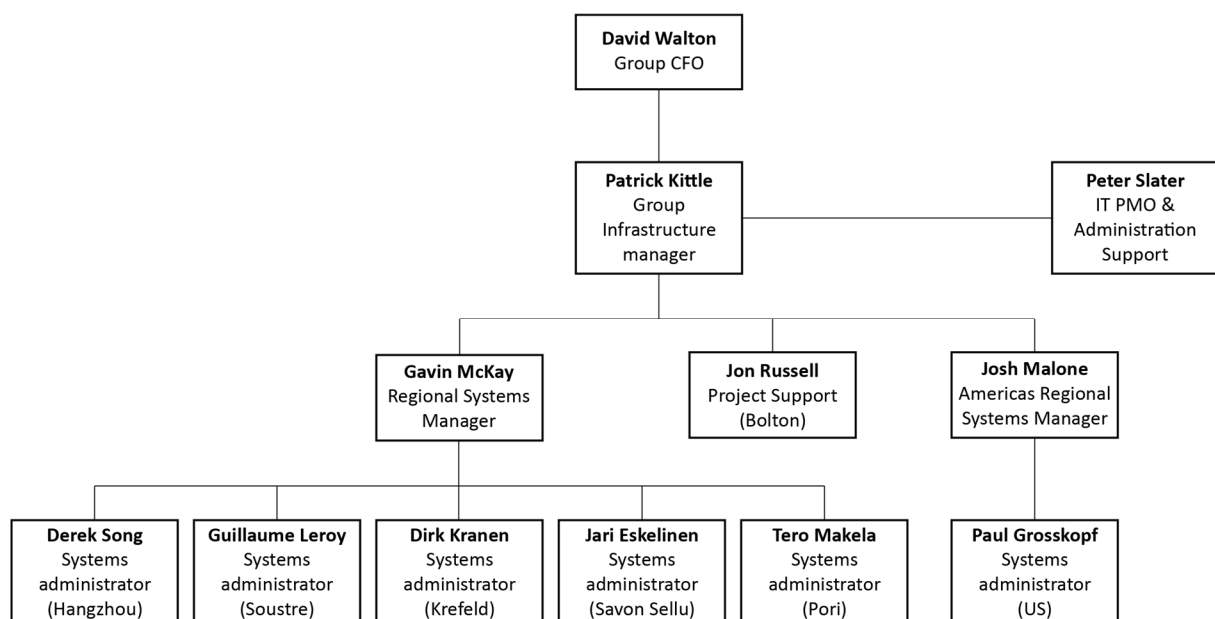 David Walton
Group CFO
Patrick Kittle
Group
Infrastructure
manager
Peter Slater
IT PMO &
Administration
Support
Gavin McKay
Regional Systems
Manager
Jon Russell
Project Support
(Bolton)
Josh Malone
Americas Regional
Systems Manager
Derek Song
Systems
administrator
(Hangzhou)
Guillaume Leroy
Systems
administrator
(Soustre)
Dirk Kranen
Systems
administrator
(Krefeld)
Jari Eskelinen
Systems
administrator
(Savon Sellu)
Tero Makela
Systems
administrator
(Pori)
Paul Grosskopf
Systems
administrator
(US)